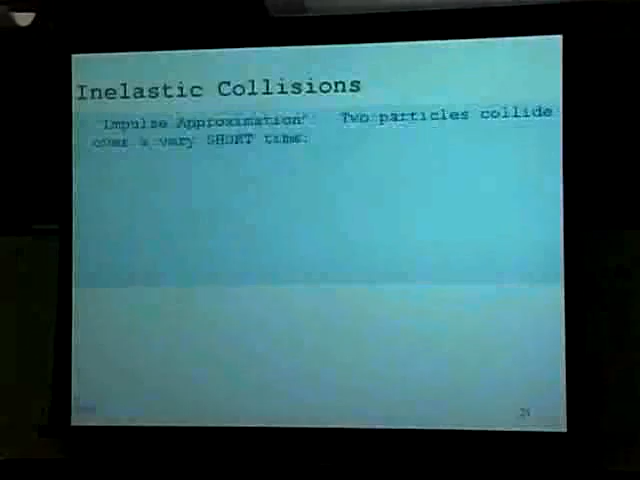 Inelastic Collisions
"Impulse Approximation": Two particles collide
over a very SHORT time: